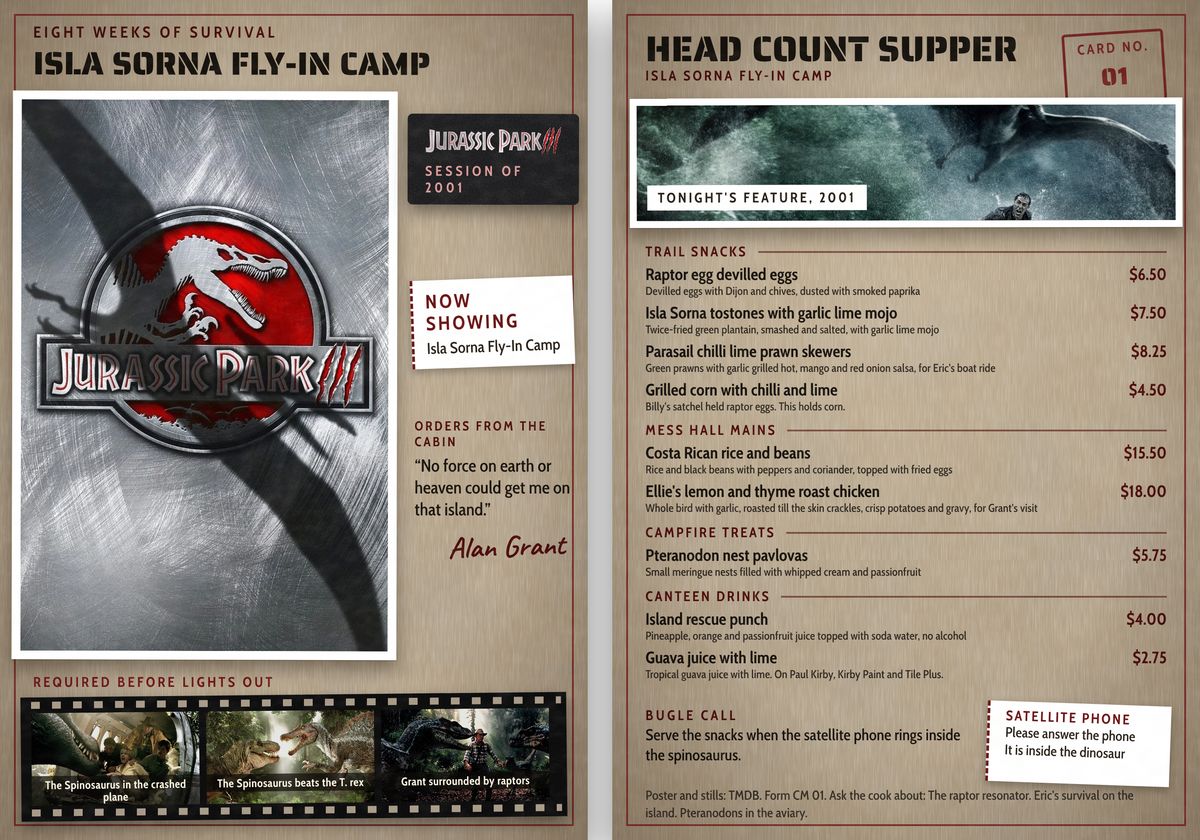 EIGHT WEEKS OF SURVIVAL
ISLA SORNA FLY-IN CAMP
JURASSIC PARK III
JURASSIC PARK III
SESSION OF
2001
NOW
SHOWING
Isla Sorna Fly-In Camp
ORDERS FROM THE
CABIN
“No force on earth or
heaven could get me on
that island.”
Alan Grant
REQUIRED BEFORE LIGHTS OUT
The Spinosaurus in the crashed
plane
The Spinosaurus beats the T. rex
Grant surrounded by raptors
HEAD COUNT SUPPER
ISLA SORNA FLY-IN CAMP
CARD NO.
01
TONIGHT'S FEATURE, 2001
TRAIL SNACKS
Raptor egg devilled eggs $6.50
Devilled eggs with Dijon and chives, dusted with smoked paprika
Isla Sorna tostones with garlic lime mojo $7.50
Twice-fried green plantain, smashed and salted, with garlic lime mojo
Parasail chilli lime prawn skewers $8.25
Green prawns with garlic grilled hot, mango and red onion salsa, for Eric's boat ride
Grilled corn with chilli and lime $4.50
Billy's satchel held raptor eggs. This holds corn.
MESS HALL MAINS
Costa Rican rice and beans $15.50
Rice and black beans with peppers and coriander, topped with fried eggs
Ellie's lemon and thyme roast chicken $18.00
Whole bird with garlic, roasted till the skin crackles, crisp potatoes and gravy, for Grant's visit
CAMPFIRE TREATS
Pteranodon nest pavlovas $5.75
Small meringue nests filled with whipped cream and passionfruit
CANTEEN DRINKS
Island rescue punch $4.00
Pineapple, orange and passionfruit juice topped with soda water, no alcohol
Guava juice with lime $2.75
Tropical guava juice with lime. On Paul Kirby, Kirby Paint and Tile Plus.
BUGLE CALL
Serve the snacks when the satellite phone rings inside
the spinosaurus.
SATELLITE PHONE
Please answer the phone
It is inside the dinosaur
Poster and stills: TMDB. Form CM 01. Ask the cook about: The raptor resonator. Eric's survival on the
island. Pteranodons in the aviary.